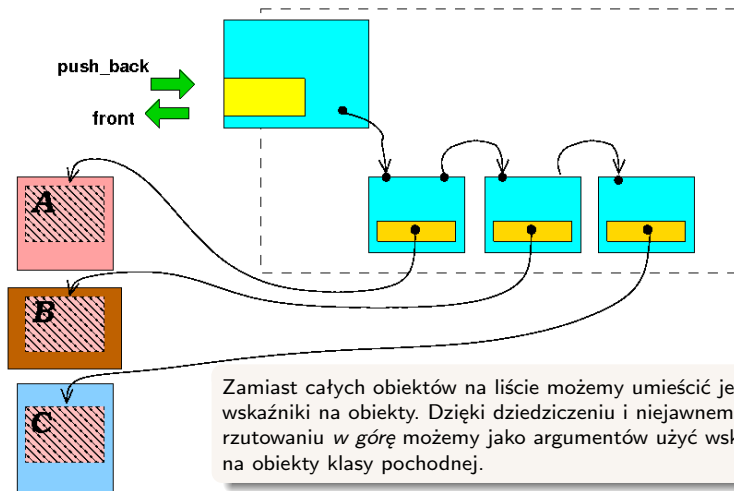 push_back
front
A
B
C
Zamiast całych obiektów na liście możemy umieścić je
wskaźniki na obiekty. Dzięki dziedziczeniu i niejawnem
rzutowaniu w górę możemy jako argumentów użyć wsk
na obiekty klasy pochodnej.